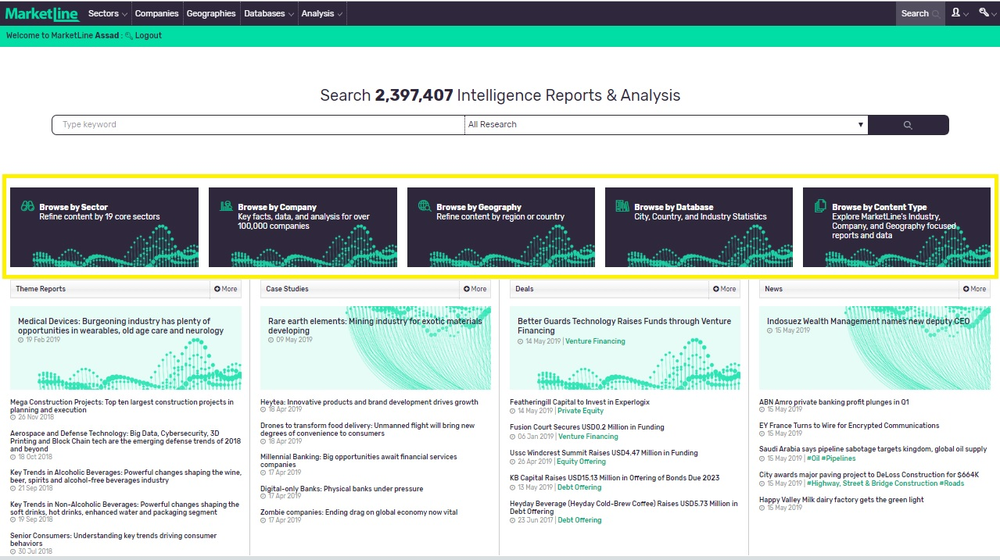 MarketLine Sectors Companies Geographies Databases Analysis Search
Welcome to MarketLine Assad : Logout
Search 2,397,407 Intelligence Reports & Analysis
Type keyword All Research
Browse by Sector
Refine content by 19 core sectors
Browse by Company
Key facts, data, and analysis for over
100,000 companies
Browse by Geography
Refine content by region or country
Browse by Database
City, Country, and Industry Statistics
Browse by Content Type
Explore MarketLine's Industry,
Company, and Geography focused
reports and data
Theme Reports More
Medical Devices: Burgeoning industry has plenty of
opportunities in wearables, old age care and neurology
19 Feb 2019
Mega Construction Projects: Top ten largest construction projects in
planning and execution
26 Nov 2018
Aerospace and Defense Technology: Big Data, Cybersecurity, 3D
Printing and Block Chain tech are the emerging defense trends of 2018
and beyond
18 Oct 2018
Key Trends in Alcoholic Beverages: Powerful changes shaping the wine,
beer, spirits and alcohol-free beverages industry
21 Sep 2018
Key Trends in Non-Alcoholic Beverages: Powerful changes shaping the
soft drinks, hot drinks, enhanced water and packaging segment
19 Sep 2018
Senior Consumers: Understanding key trends driving consumer
behaviors
30 Jul 2018
Case Studies More
Rare earth elements: Mining industry for exotic materials
developing
09 May 2019
Heytea: Innovative products and brand development drives growth
18 Apr 2019
Drones to transform food delivery: Unmanned flight will bring new
degrees of convenience to consumers
18 Apr 2019
Millennial Banking: Big opportunities await financial services
companies
17 Apr 2019
Digital-only Banks: Physical banks under pressure
17 Apr 2019
Zombie companies: Ending drag on global economy now vital
17 Apr 2019
Deals More
Better Guards Technology Raises Funds through Venture
Financing
14 May 2019 | Venture Financing
Featheringill Capital to Invest in Experlogix
14 May 2019 | Private Equity
Fusion Court Secures USD0.2 Million in Funding
06 Jan 2019 | Venture Financing
Ussc Windcrest Summit Raises USD4.47 Million in Funding
26 Apr 2019 | Equity Offering
KB Capital Raises USD15.13 Million in Offering of Bonds Due 2023
13 May 2019 | Debt Offering
Heyday Beverage (Heyday Cold-Brew Coffee) Raises USD5.73 Million in
Debt Offering
23 Jun 2017 | Debt Offering
News More
Indosuez Wealth Management names new deputy CEO
15 May 2019
ABN Amro private banking profit plunges in Q1
15 May 2019
EY France Turns to Wire for Encrypted Communications
15 May 2019
Saudi Arabia says pipeline sabotage targets kingdom, global oil supply
15 May 2019 | #Oil #Pipelines
City awards major paving project to DeLoss Construction for $664K
15 May 2019 | #Highway, Street & Bridge Construction #Roads
Happy Valley Milk dairy factory gets the green light
15 May 2019